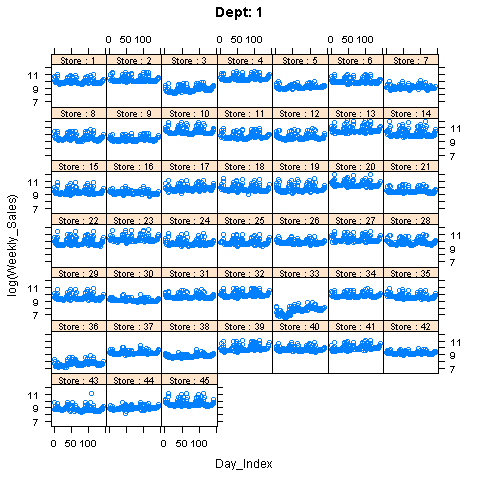 Dept: 1
0 50 100 0 50 100 0 50 100
Store : 1 Store : 2 Store : 3 Store : 4 Store : 5 Store : 6 Store : 7
11
9
7
Store : 8 Store : 9 Store : 10 Store : 11 Store : 12 Store : 13 Store : 14
11
9
7
Store : 15 Store : 16 Store : 17 Store : 18 Store : 19 Store : 20 Store : 21
11
9
7
Store : 22 Store : 23 Store : 24 Store : 25 Store : 26 Store : 27 Store : 28
11
9
7
Store : 29 Store : 30 Store : 31 Store : 32 Store : 33 Store : 34 Store : 35
11
9
7
Store : 36 Store : 37 Store : 38 Store : 39 Store : 40 Store : 41 Store : 42
11
9
7
Store : 43 Store : 44 Store : 45
11
9
7
0 50 100 0 50 100
log(Weekly_Sales)
Day_Index